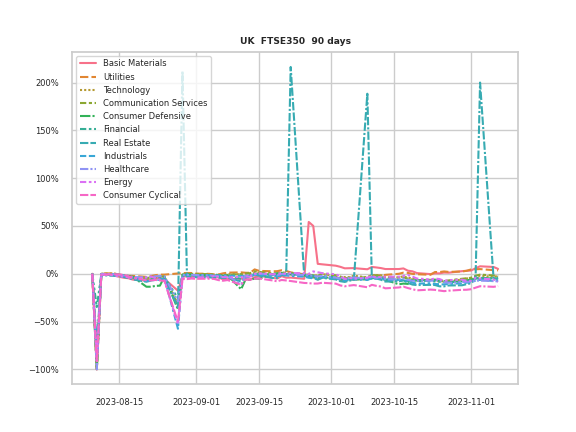 UK FTSE350 90 days
Basic Materials
Utilities
Technology
Communication Services
Consumer Defensive
Financial
Real Estate
Industrials
Healthcare
Energy
Consumer Cyclical
200%
150%
100%
50%
0%
−50%
−100%
2023-08-15 2023-09-01 2023-09-15 2023-10-01 2023-10-15 2023-11-01